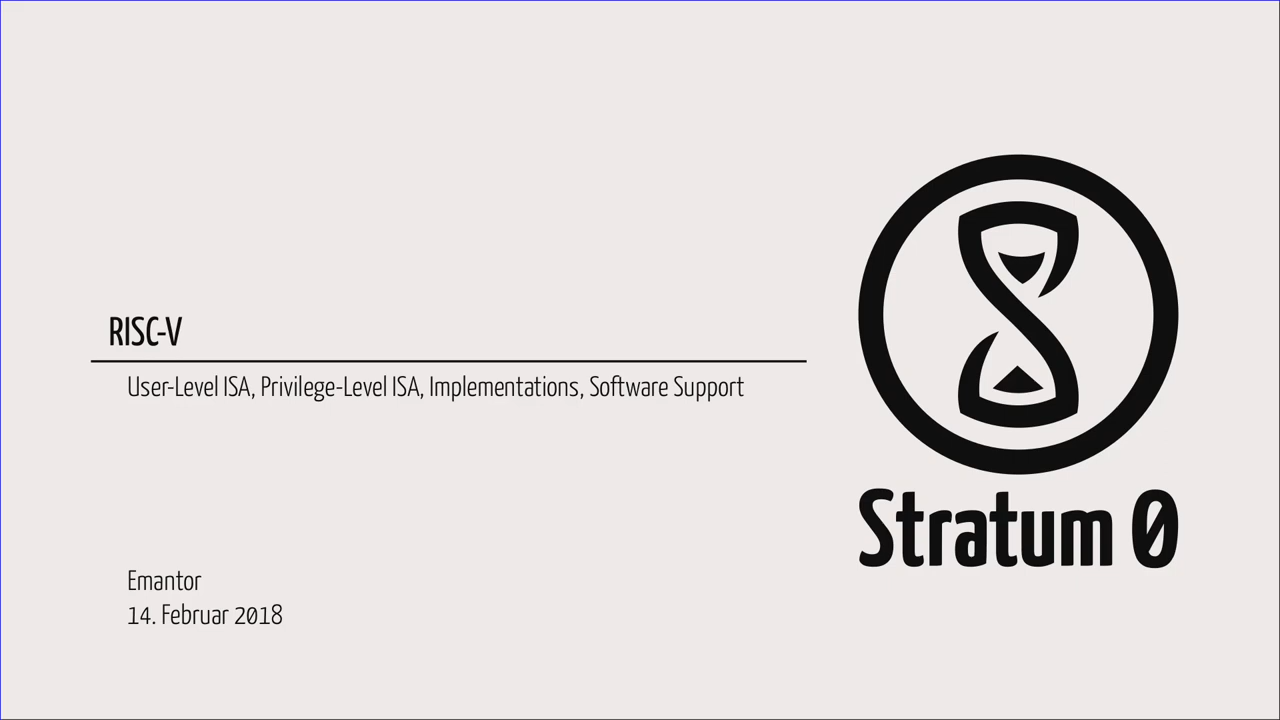 RISC-V
User-Level ISA, Privilege-Level ISA, Implementations, Software Support
Emantor
14. Februar 2018
Stratum 0